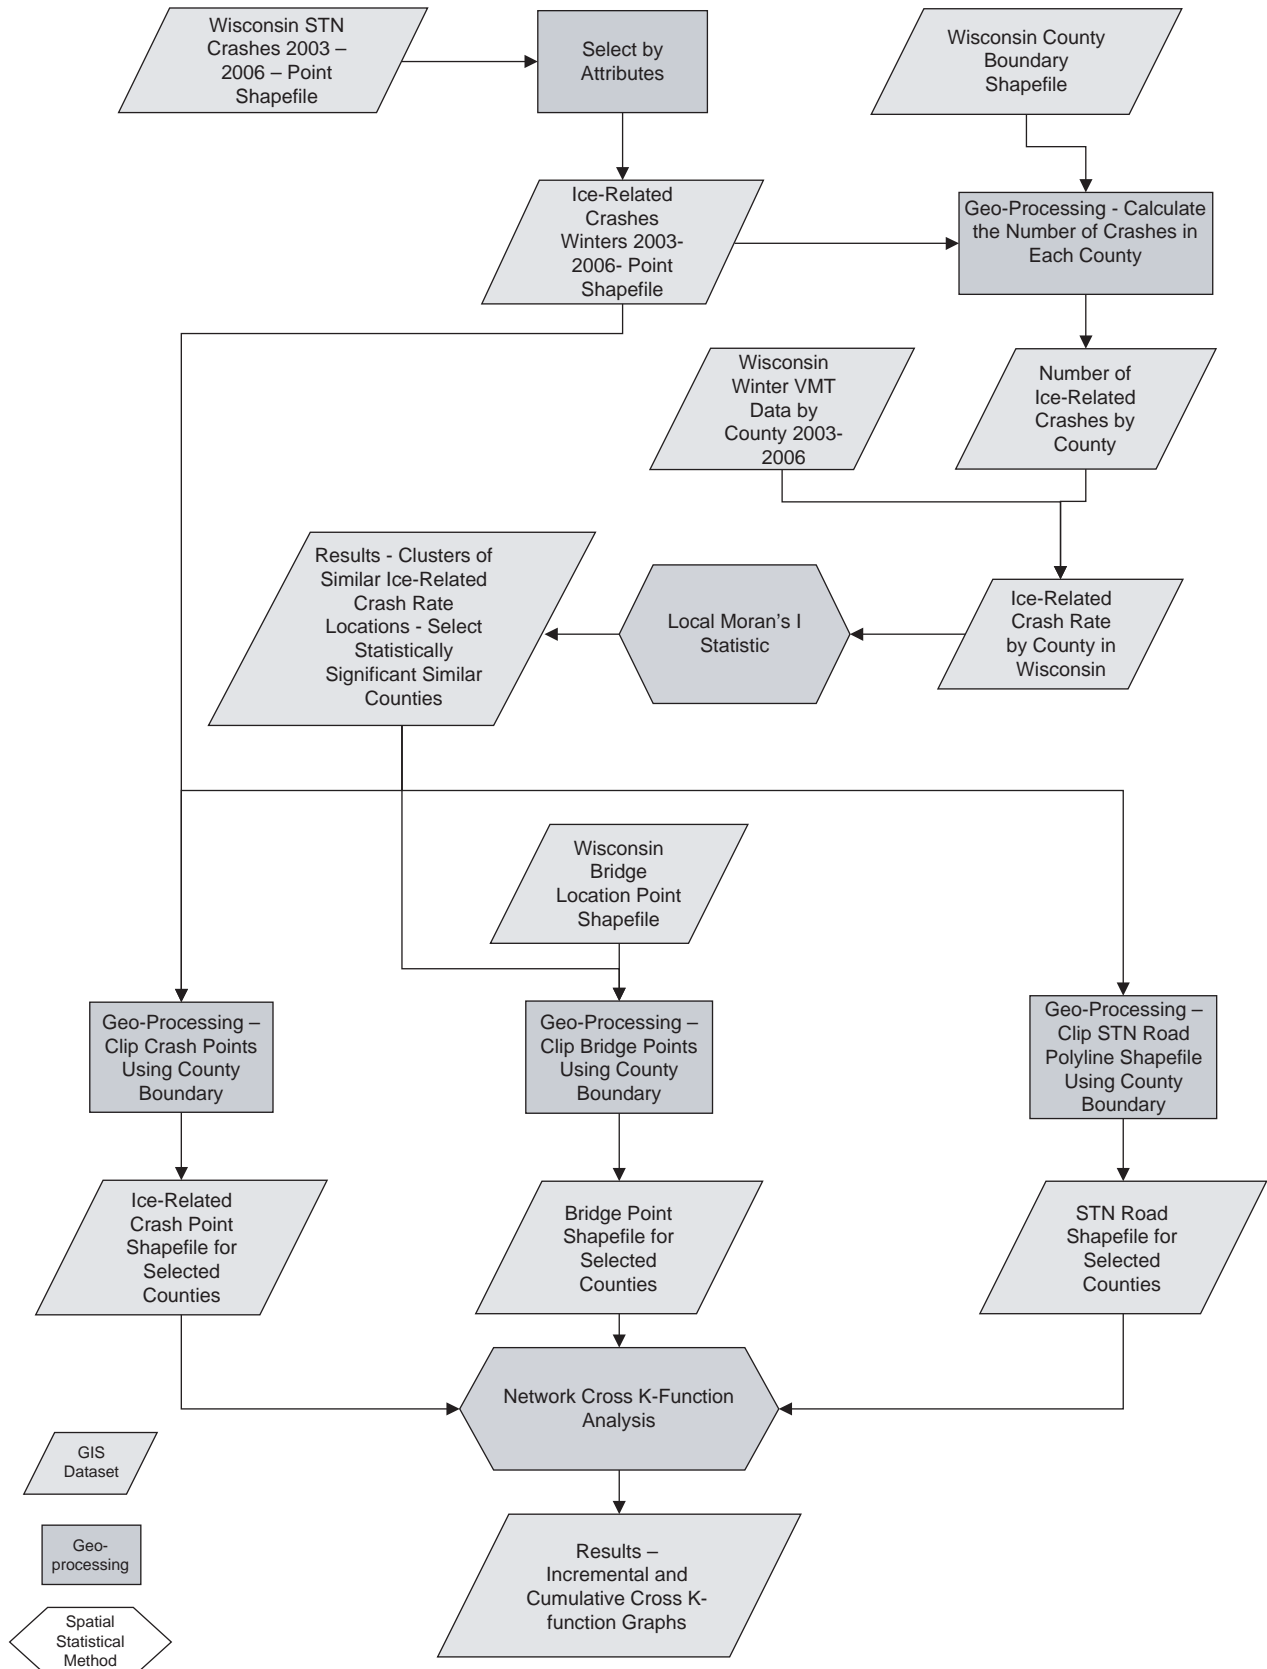 Wisconsin STN
Crashes 2003 –
2006 – Point
Shapefile
Select by
Attributes
Wisconsin County
Boundary
Shapefile
Ice-Related
Crashes
Winters 2003-
2006- Point
Shapefile
Geo-Processing - Calculate
the Number of Crashes in
Each County
Wisconsin
Winter VMT
Data by
County 2003-
2006
Number of
Ice-Related
Crashes by
County
Results - Clusters of
Similar Ice-Related
Crash Rate
Locations - Select
Statistically
Significant Similar
Counties
Local Moran's I
Statistic
Ice-Related
Crash Rate
by County in
Wisconsin
Wisconsin
Bridge
Location Point
Shapefile
Geo-Processing –
Clip Crash Points
Using County
Boundary
Geo-Processing –
Clip Bridge Points
Using County
Boundary
Geo-Processing –
Clip STN Road
Polyline Shapefile
Using County
Boundary
Ice-Related
Crash Point
Shapefile for
Selected
Counties
Bridge Point
Shapefile for
Selected
Counties
STN Road
Shapefile for
Selected
Counties
Network Cross K-Function
Analysis
GIS
Dataset
Geo-
processing
Spatial
Statistical
Method
Results –
Incremental and
Cumulative Cross K-
function Graphs